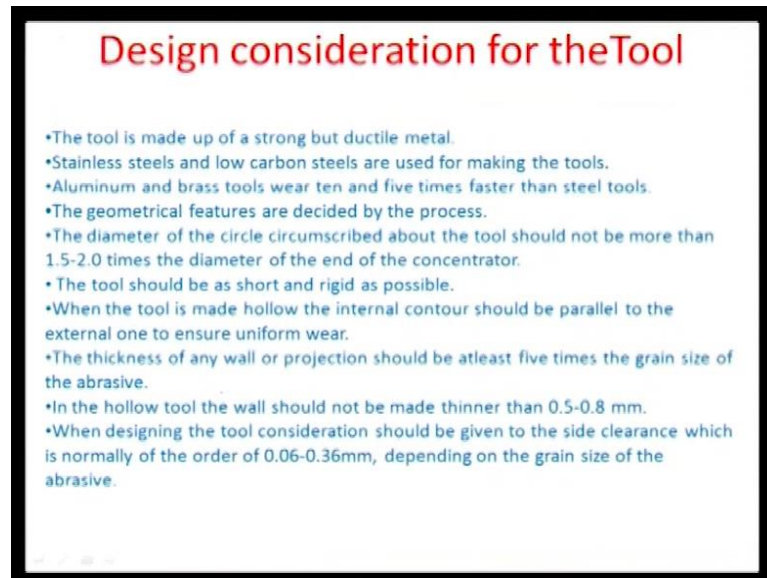 Design consideration for theTool
•The tool is made up of a strong but ductile metal.
•Stainless steels and low carbon steels are used for making the tools.
•Aluminum and brass tools wear ten and five times faster than steel tools.
•The geometrical features are decided by the process.
•The diameter of the circle circumscribed about the tool should not be more than
1.5-2.0 times the diameter of the end of the concentrator.
• The tool should be as short and rigid as possible.
•When the tool is made hollow the internal contour should be parallel to the
external one to ensure uniform wear.
•The thickness of any wall or projection should be atleast five times the grain size of
the abrasive.
•In the hollow tool the wall should not be made thinner than 0.5-0.8 mm.
•When designing the tool consideration should be given to the side clearance which
is normally of the order of 0.06-0.36mm, depending on the grain size of the
abrasive.